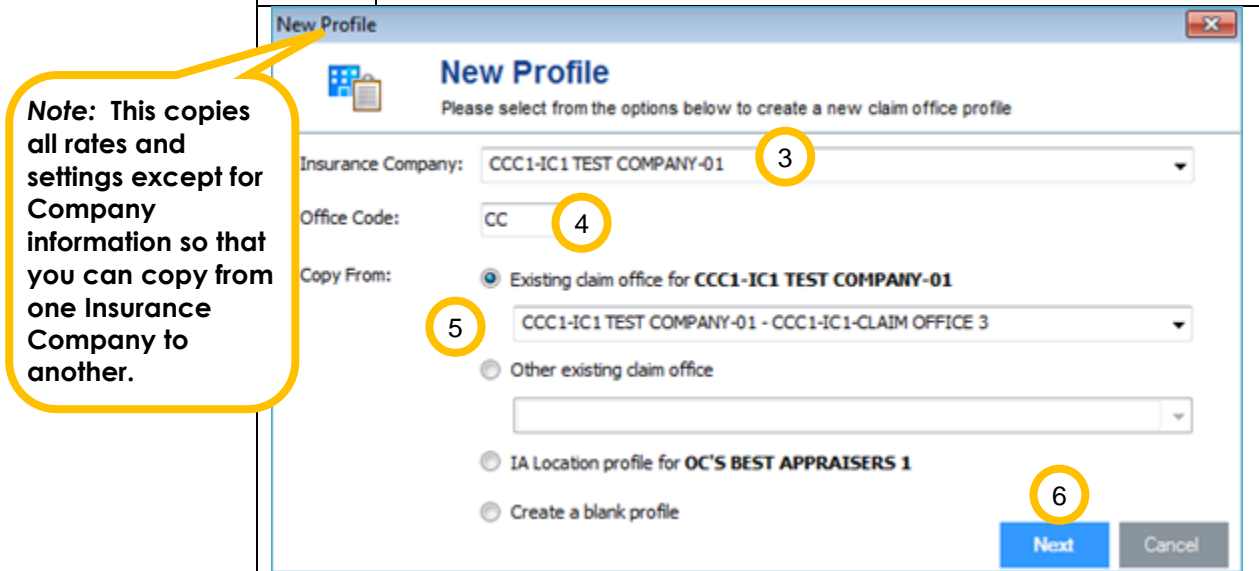 New Profile
New Profile
Please select from the options below to create a new claim office profile
Note: This copies
all rates and
settings except for
Company
information so that
you can copy from
one Insurance
Company to
another.
Insurance Company: CCC1-IC1 TEST COMPANY-01 3
Office Code: CC 4
Copy From: Existing claim office for CCC1-IC1 TEST COMPANY-01
5 CCC1-IC1 TEST COMPANY-01 - CCC1-IC1-CLAIM OFFICE 3
Other existing claim office
IA Location profile for OC'S BEST APPRAISERS 1
Create a blank profile
6
Next Cancel